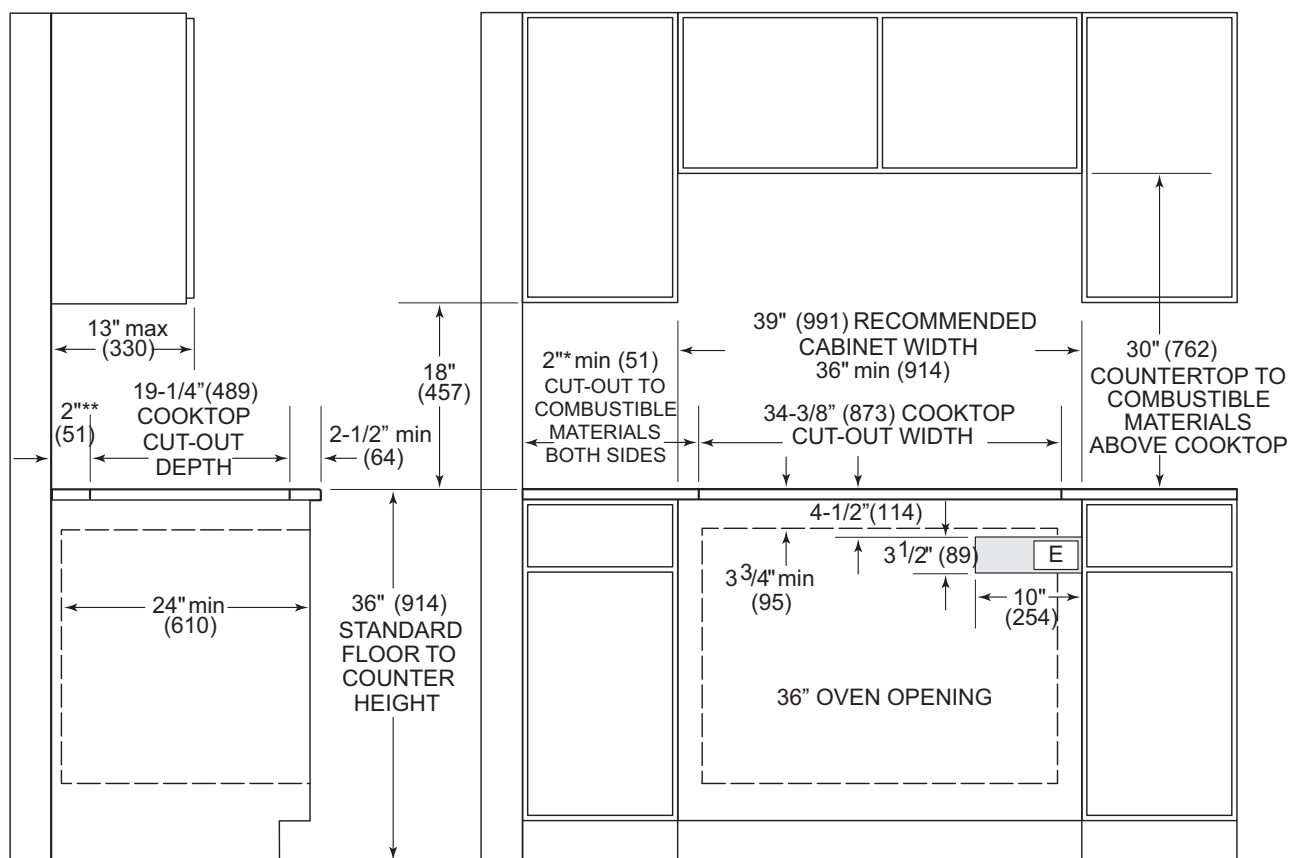 13" max
(330)
19-1/4”(489)
COOKTOP
CUT-OUT
DEPTH
2"**
(51)
2-1/2” min
(64)
18"
(457)
2"* min (51)
CUT-OUT TO
COMBUSTIBLE
MATERIALS
BOTH SIDES
39" (991) RECOMMENDED
CABINET WIDTH
36" min (914)
34-3/8” (873) COOKTOP
CUT-OUT WIDTH
30" (762)
COUNTERTOP TO
COMBUSTIBLE
MATERIALS
ABOVE COOKTOP
24" min
(610)
36" (914)
STANDARD
FLOOR TO
COUNTER
HEIGHT
4-1/2”(114)
3 1/2" (89)
E
3 3/4" min
(95)
10"
(254)
36” OVEN OPENING